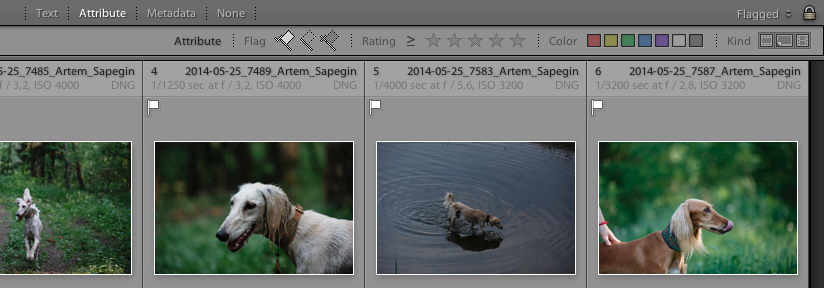 Text Attribute Metadata None Flagged
Attribute Flag Rating ≥ Color Kind
5-25_7485_Artem_Sapegin 4 2014-05-25_7489_Artem_Sapegin 5 2014-05-25_7583_Artem_Sapegin 6 2014-05-25_7587_Artem_Sapegin
f / 3,2, ISO 4000 DNG 1/1250 sec at f / 3,2, ISO 4000 DNG 1/4000 sec at f / 5,6, ISO 3200 DNG 1/3200 sec at f / 2,8, ISO 3200 DNG